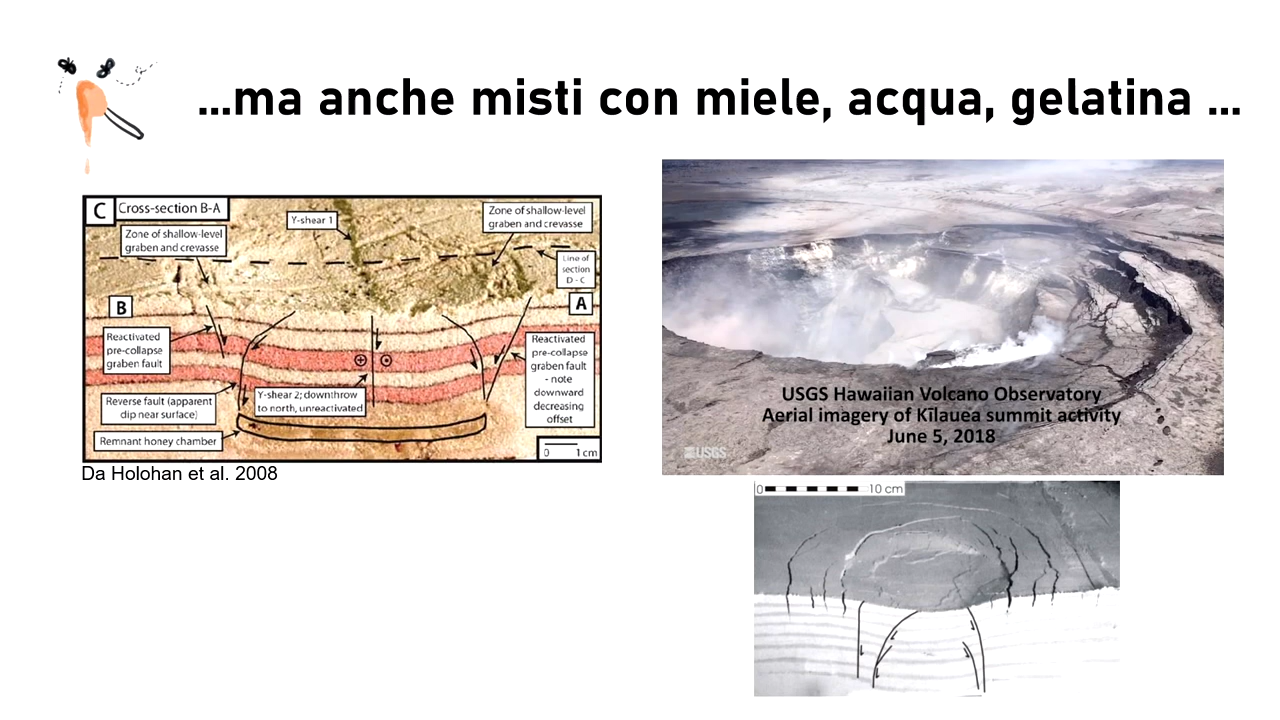 ...ma anche misti con miele, acqua, gelatina ...
C
Cross-section B-A
Zone of shallow-level
graben and crevasse
Y-shear 1
Zone of shallow-level
graben and crevasse
Line of
section
D - C
B
A
Reactivated
pre-collapse
graben fault
Reactivated
pre-collapse
graben fault
- note
downward
decreasing
offset
Reverse fault (apparent
dip near surface)
Y-shear 2; downthrow
to north, unreactivated
Remnant honey chamber
0 1 cm
Da Holohan et al. 2008
USGS Hawaiian Volcano Observatory
Aerial imagery of Kīlauea summit activity
June 5, 2018
USGS
0 10 cm